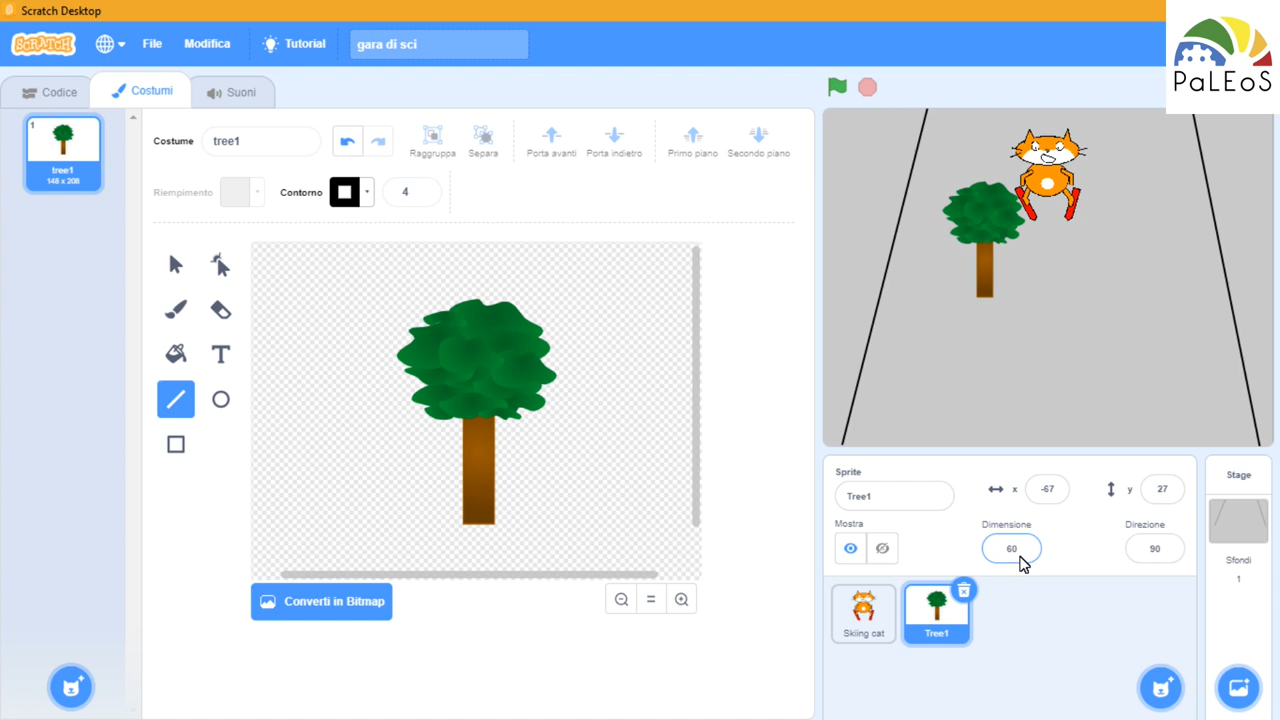 Scratch Desktop
SCRATCH File Modifica Tutorial gara di sci
PaLEoS
Codice Costumi Suoni
1
tree1
148 x 208
Costume tree1 Raggruppa Separa Porta avanti Porta indietro Primo piano Secondo piano
Riempimento Contorno 4
Converti in Bitmap
Sprite
Tree1
x -67 y 27
Mostra Dimensione Direzione
60 90
Skiing cat Tree1
Stage
Sfondi
1